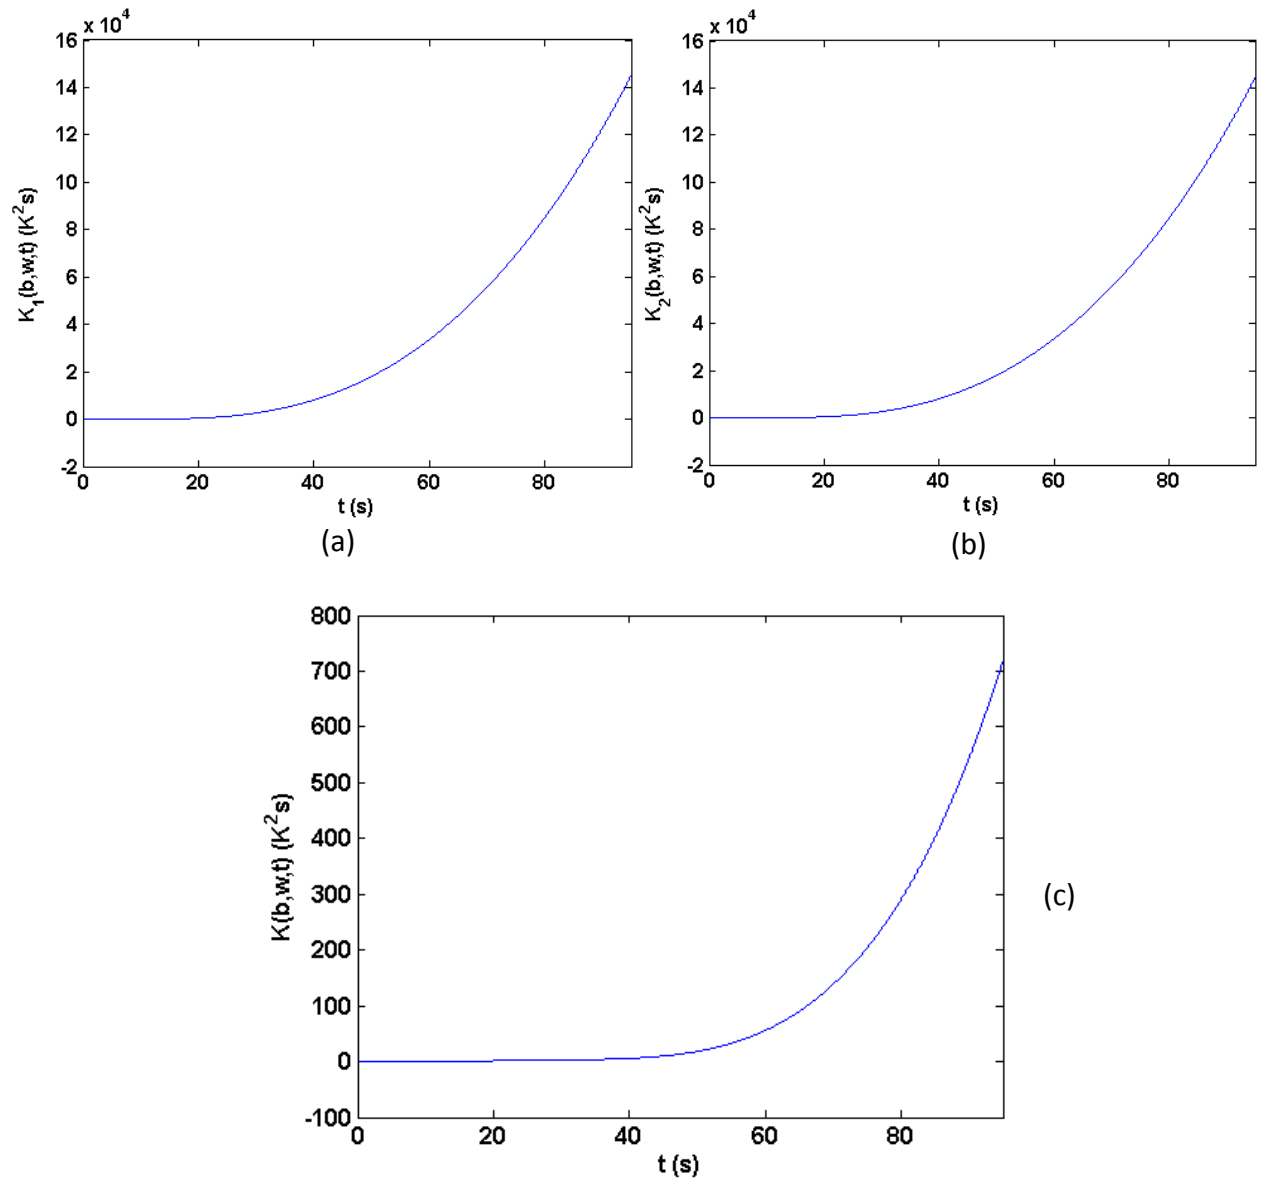 x 10^4
16
14
12
10
8
6
4
2
0
-2
K_1(b,w,t) (K^2s)
0 20 40 60 80
t (s)
(a)
x 10^4
16
14
12
10
8
6
4
2
0
-2
K_2(b,w,t) (K^2s)
0 20 40 60 80
t (s)
(b)
800
700
600
500
400
300
200
100
0
-100
K(b,w,t) (K^2s)
0 20 40 60 80
t (s)
(c)